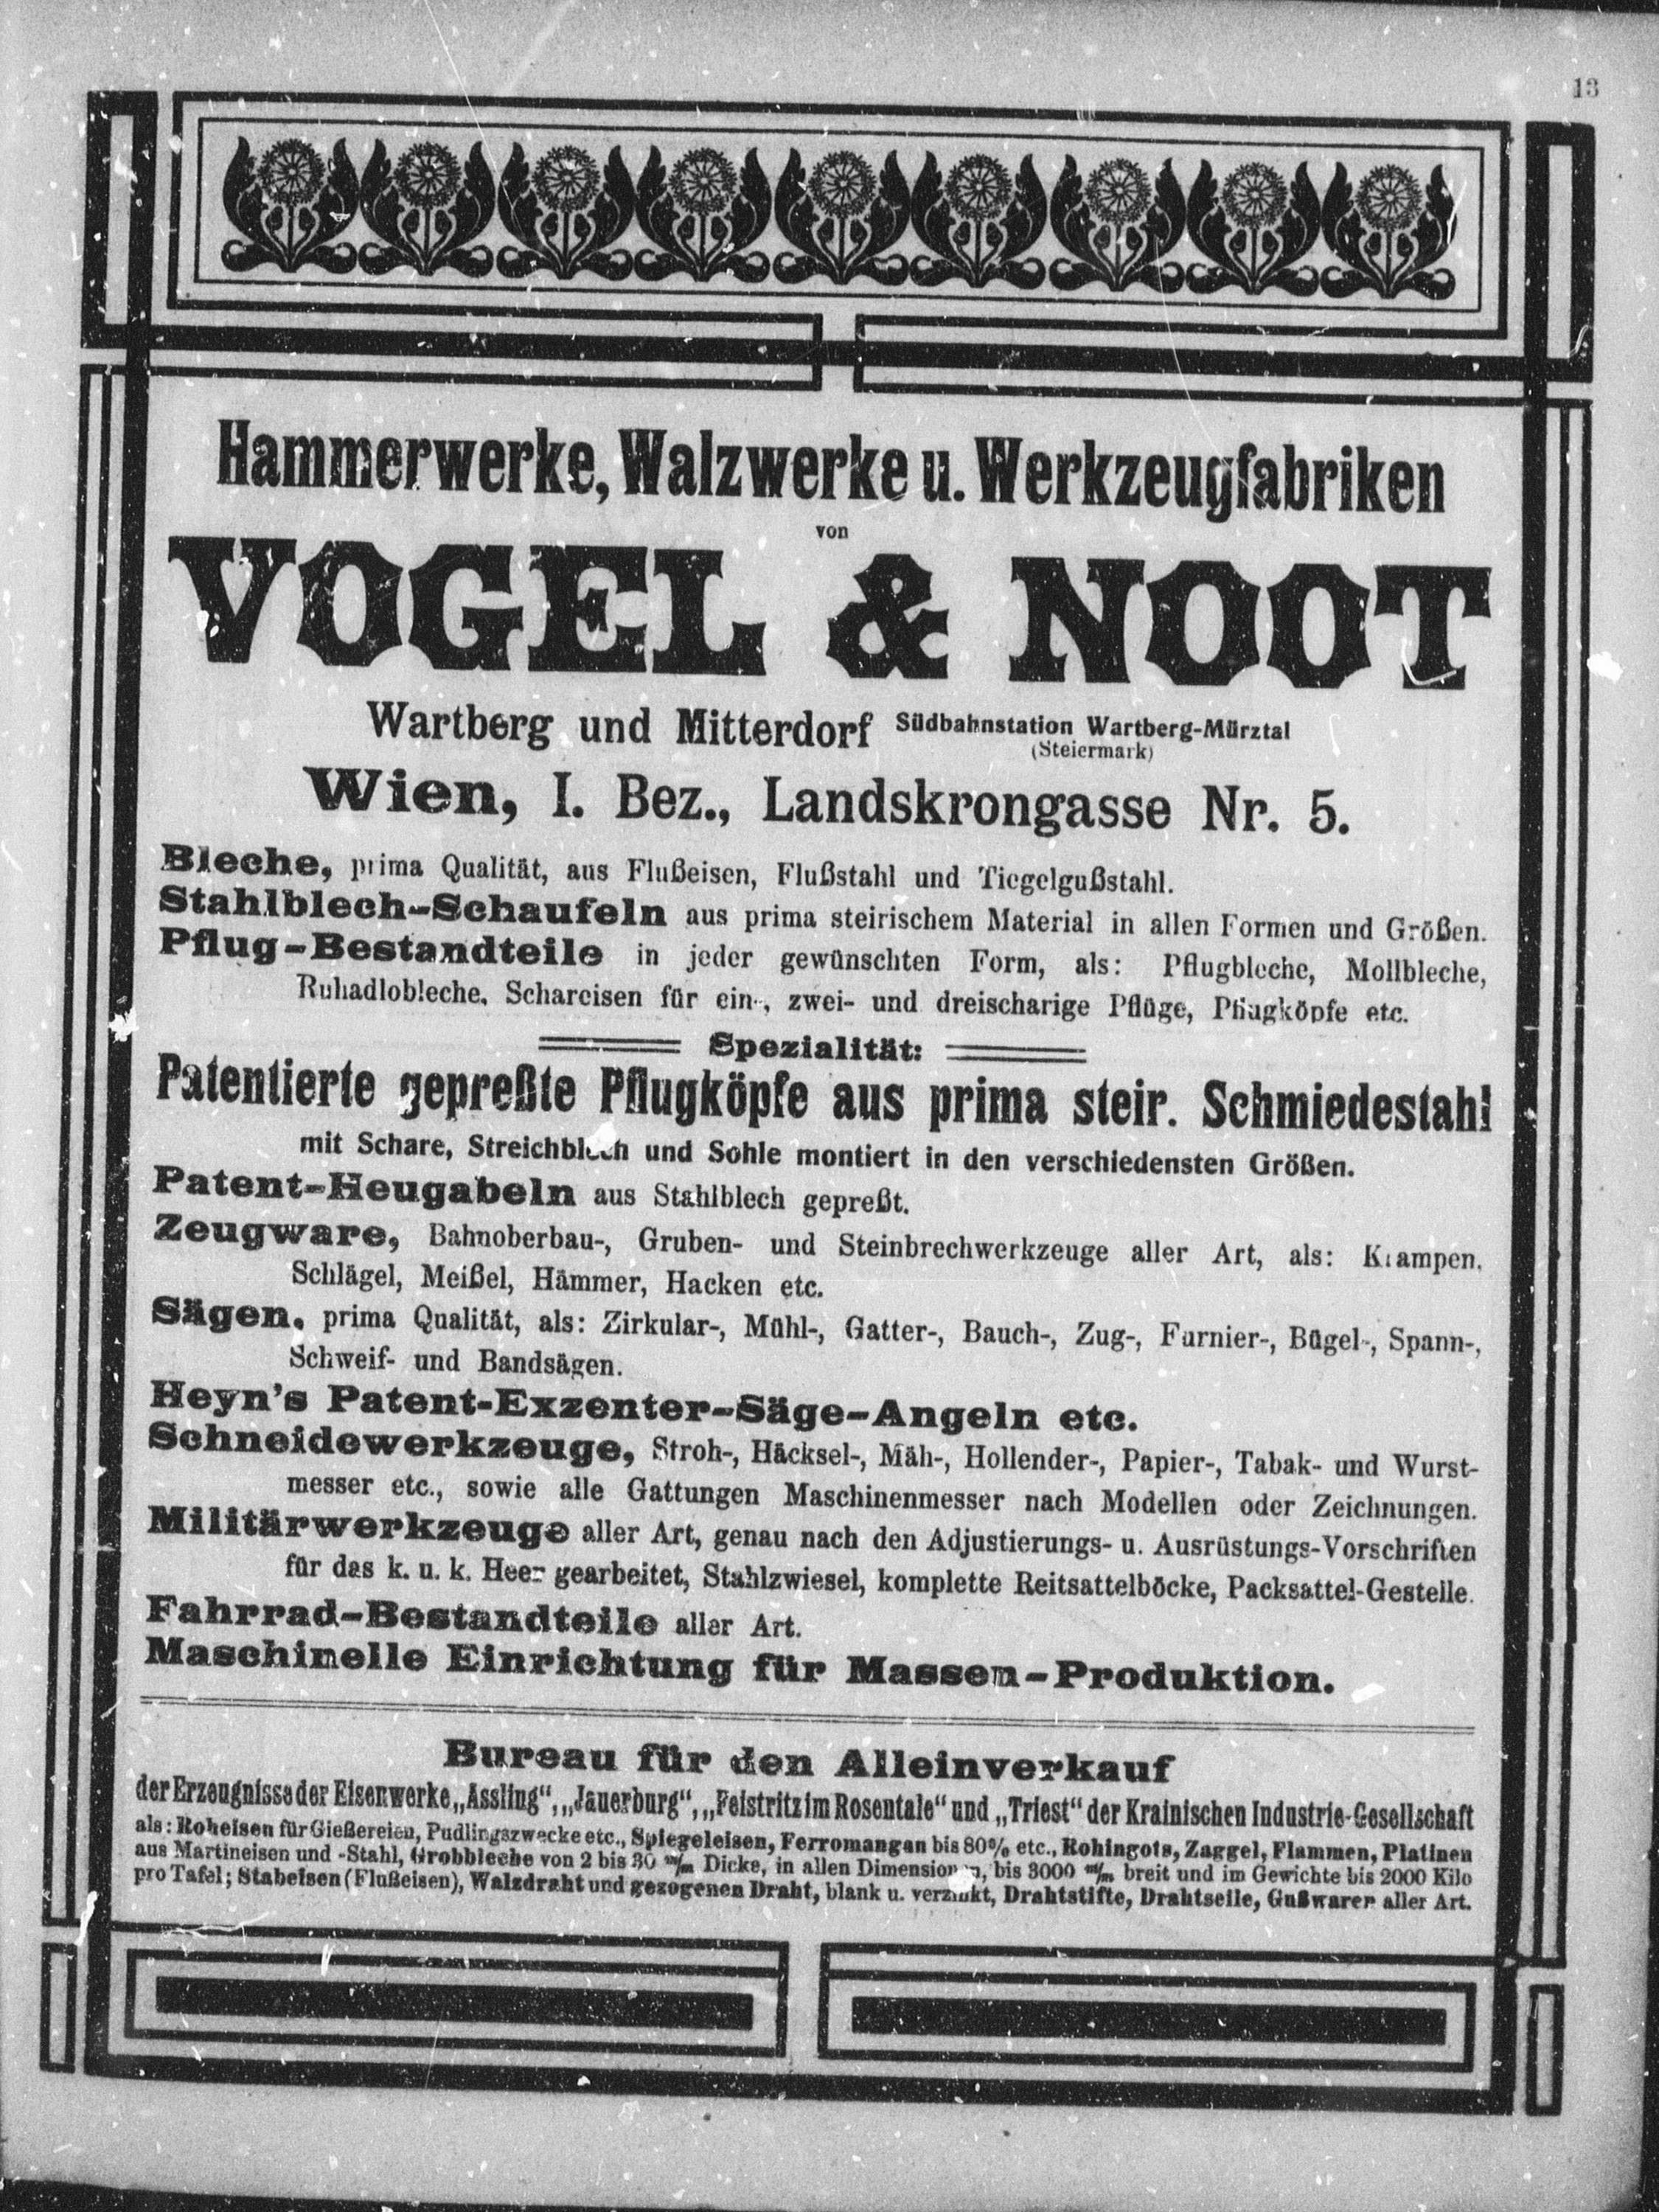 13
Hammerwerke, Walzwerke u. Werkzeugfabriken
von
VOGEL & NOOT
Wartberg und Mitterdorf Südbahnstation Wartberg-Mürztal
(Steiermark)
Wien, I. Bez., Landskrongasse Nr. 5.
Bleche, prima Qualität, aus Flußeisen, Flußstahl und Tiegelgußstahl.
Stahlblech-Schaufeln aus prima steirischem Material in allen Formen und Größen.
Pflug-Bestandteile in jeder gewünschten Form, als: Pflugbleche, Mollbleche,
Ruhadlobleche, Schareisen für ein-, zwei- und dreischarige Pflüge, Pflugköpfe etc.
Spezialität:
Patentierte gepreßte Pflugköpfe aus prima steir. Schmiedestahl
mit Schare, Streichblech und Sohle montiert in den verschiedensten Größen.
Patent-Heugabeln aus Stahlblech gepreßt.
Zeugware, Bahnoberbau-, Gruben- und Steinbrechwerkzeuge aller Art, als: Krampen,
Schlägel, Meißel, Hämmer, Hacken etc.
Sägen, prima Qualität, als: Zirkular-, Mühl-, Gatter-, Bauch-, Zug-, Furnier-, Bügel-, Spann-,
Schweif- und Bandsägen.
Heyn's Patent-Exzenter-Säge-Angeln etc.
Schneidewerkzeuge, Stroh-, Häcksel-, Mäh-, Hollender-, Papier-, Tabak- und Wurst-
messer etc., sowie alle Gattungen Maschinenmesser nach Modellen oder Zeichnungen.
Militärwerkzeuge aller Art, genau nach den Adjustierungs- u. Ausrüstungs-Vorschriften
für das k. u. k. Heer gearbeitet, Stahlzwiesel, komplette Reitsattelböcke, Packsattel-Gestelle.
Fahrrad-Bestandteile aller Art.
Maschinelle Einrichtung für Massen-Produktion.
Bureau für den Alleinverkauf
der Erzeugnisse der Eisenwerke „Assling“, „Jauerburg“, „Feistritz im Rosentale“ und „Triest“ der Krainischen Industrie-Gesellschaft
als: Roheisen für Gießereien, Pudlingszwecke etc., Spiegeleisen, Ferromangan bis 80% etc., Rohingots, Zaggel, Flammen, Platinen
aus Martineisen und -Stahl, Grobbleche von 2 bis 30 m/m Dicke, in allen Dimensionen, bis 3000 m/m breit und im Gewichte bis 2000 Kilo
pro Tafel; Stabeisen (Flußeisen), Walzdraht und gezogenen Draht, blank u. verzinkt, Drahtstifte, Drahtseile, Gußwaren aller Art.